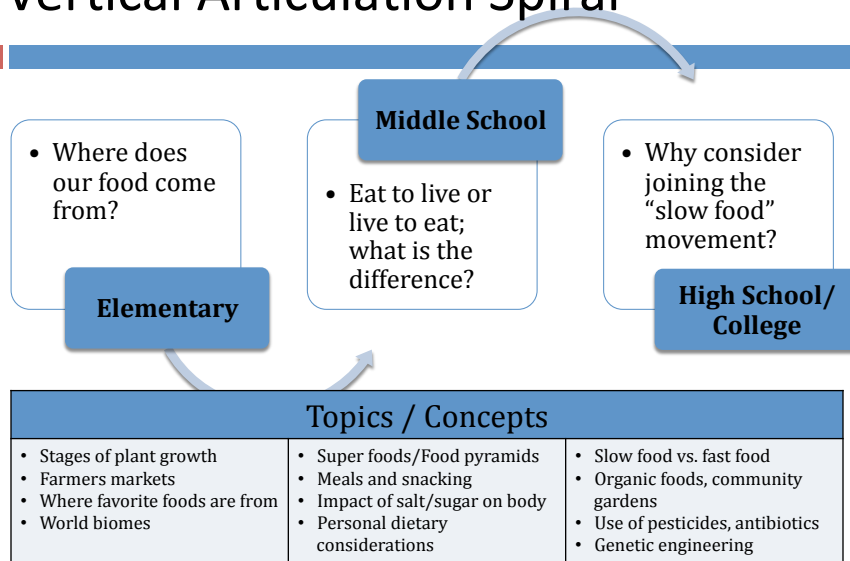 Vertical Articulation Spiral
• Where does
our food come
from?
Elementary
Middle School
• Eat to live or
live to eat;
what is the
difference?
• Why consider
joining the
“slow food”
movement?
High School/
College
Topics / Concepts
• Stages of plant growth
• Farmers markets
• Where favorite foods are from
• World biomes
• Super foods/Food pyramids
• Meals and snacking
• Impact of salt/sugar on body
• Personal dietary
considerations
• Slow food vs. fast food
• Organic foods, community
gardens
• Use of pesticides, antibiotics
• Genetic engineering